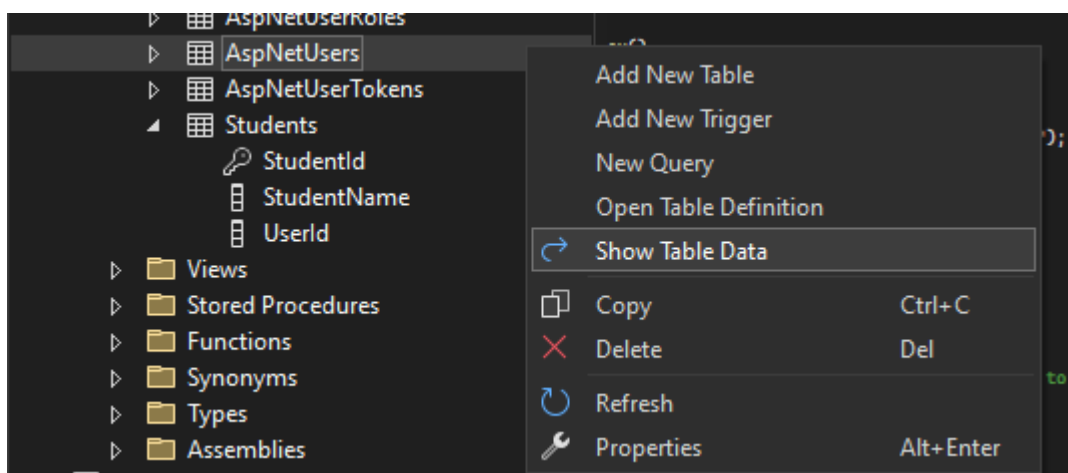 AspNetUserRoles
AspNetUsers
AspNetUserTokens
Students
StudentId
StudentName
UserId
Views
Stored Procedures
Functions
Synonyms
Types
Assemblies
Add New Table
Add New Trigger
New Query
Open Table Definition
Show Table Data
Copy Ctrl+C
Delete Del
Refresh
Properties Alt+Enter
);
to